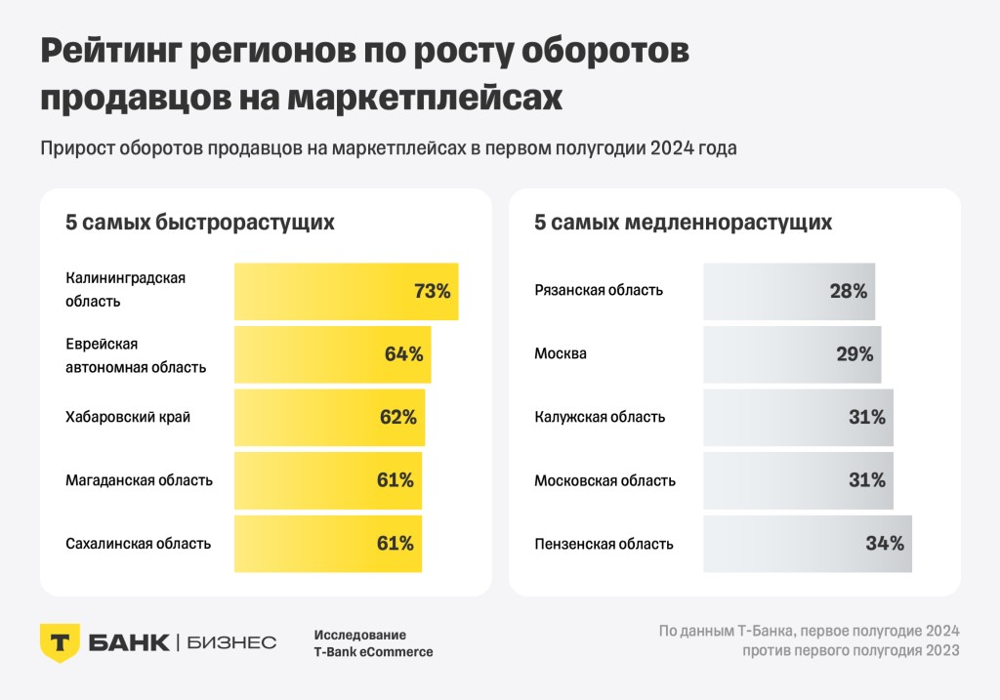 Рейтинг регионов по росту оборотов
продавцов на маркетплейсах
Прирост оборотов продавцов на маркетплейсах в первом полугодии 2024 года
5 самых быстрорастущих
Калининградская
область
73%
Еврейская
автономная область
64%
Хабаровский край
62%
Магаданская область
61%
Сахалинская область
61%
5 самых медленнорастущих
Рязанская область
28%
Москва
29%
Калужская область
31%
Московская область
31%
Пензенская область
34%
Т БАНК | БИЗНЕС
Исследование
T-Bank eCommerce
По данным Т-Банка, первое полугодие 2024
против первого полугодия 2023